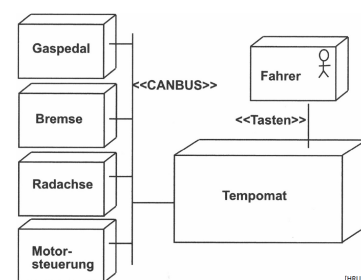 Gaspedal
<<CANBUS>>
Fahrer
Bremse
<<Tasten>>
Radachse
Tempomat
Motor-
steuerung